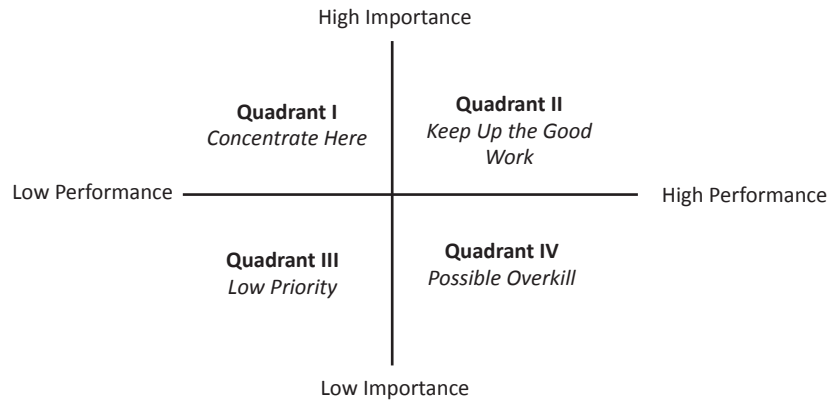 High Importance
Quadrant I
Concentrate Here
Quadrant II
Keep Up the Good
Work
Low Performance
High Performance
Quadrant III
Low Priority
Quadrant IV
Possible Overkill
Low Importance